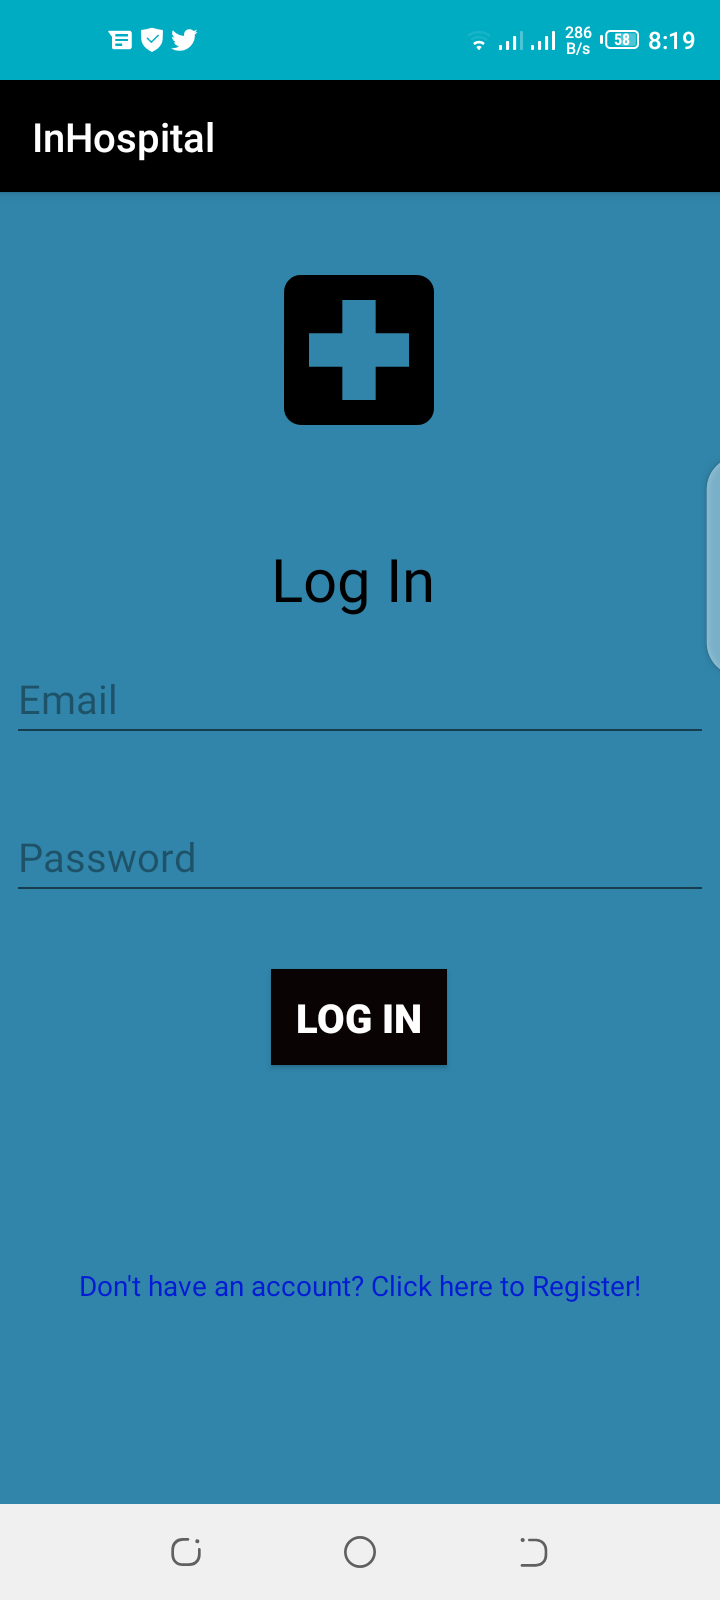 286
B/s
58
8:19
InHospital
Log In
Email
Password
LOG IN
Don't have an account? Click here to Register!